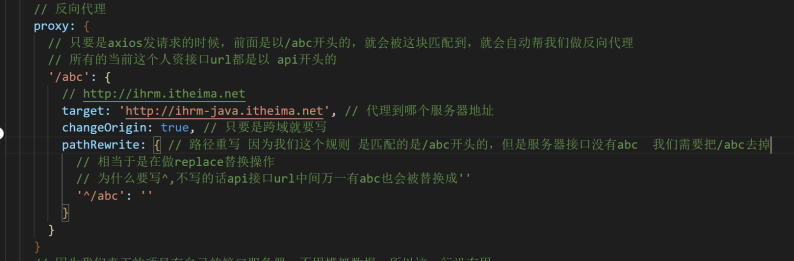 // 反向代理
proxy: {
// 只要是axios发请求的时候，前面是以/abc开头的，就会被这块匹配到，就会自动帮我们做反向代理
// 所有的当前这个人资接口url都是以 api开头的
'/abc': {
// http://ihrm.itheima.net
target: 'http://ihrm-java.itheima.net', // 代理到哪个服务器地址
changeOrigin: true, // 只要是跨域就要写
pathRewrite: { // 路径重写 因为我们这个规则 是匹配的是/abc开头的，但是服务器接口没有abc 我们需要把/abc去掉
// 相当于是在做replace替换操作
// 为什么要写^,不写的话api接口url中间万一有abc也会被替换成''
'^/abc': ''
}
}
}